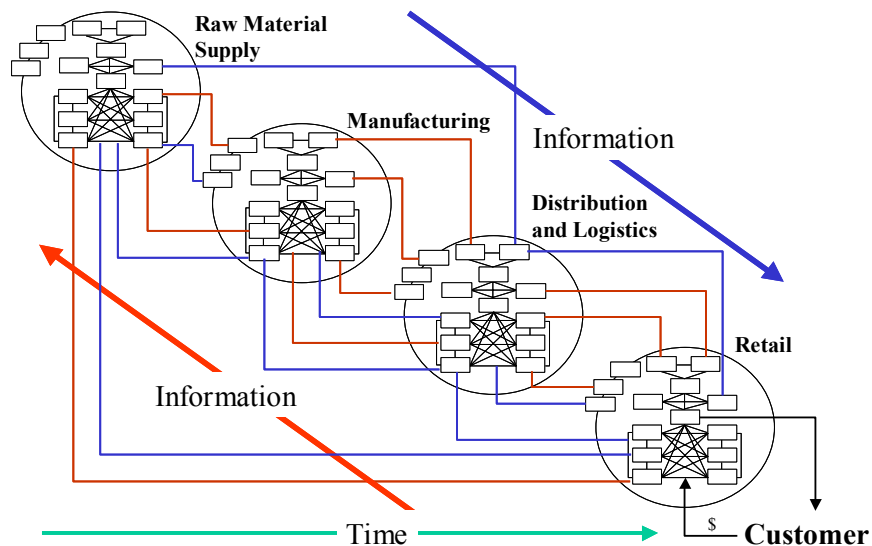 Raw Material
Supply
Manufacturing
Information
Distribution
and Logistics
Retail
Information
Time
$
Customer